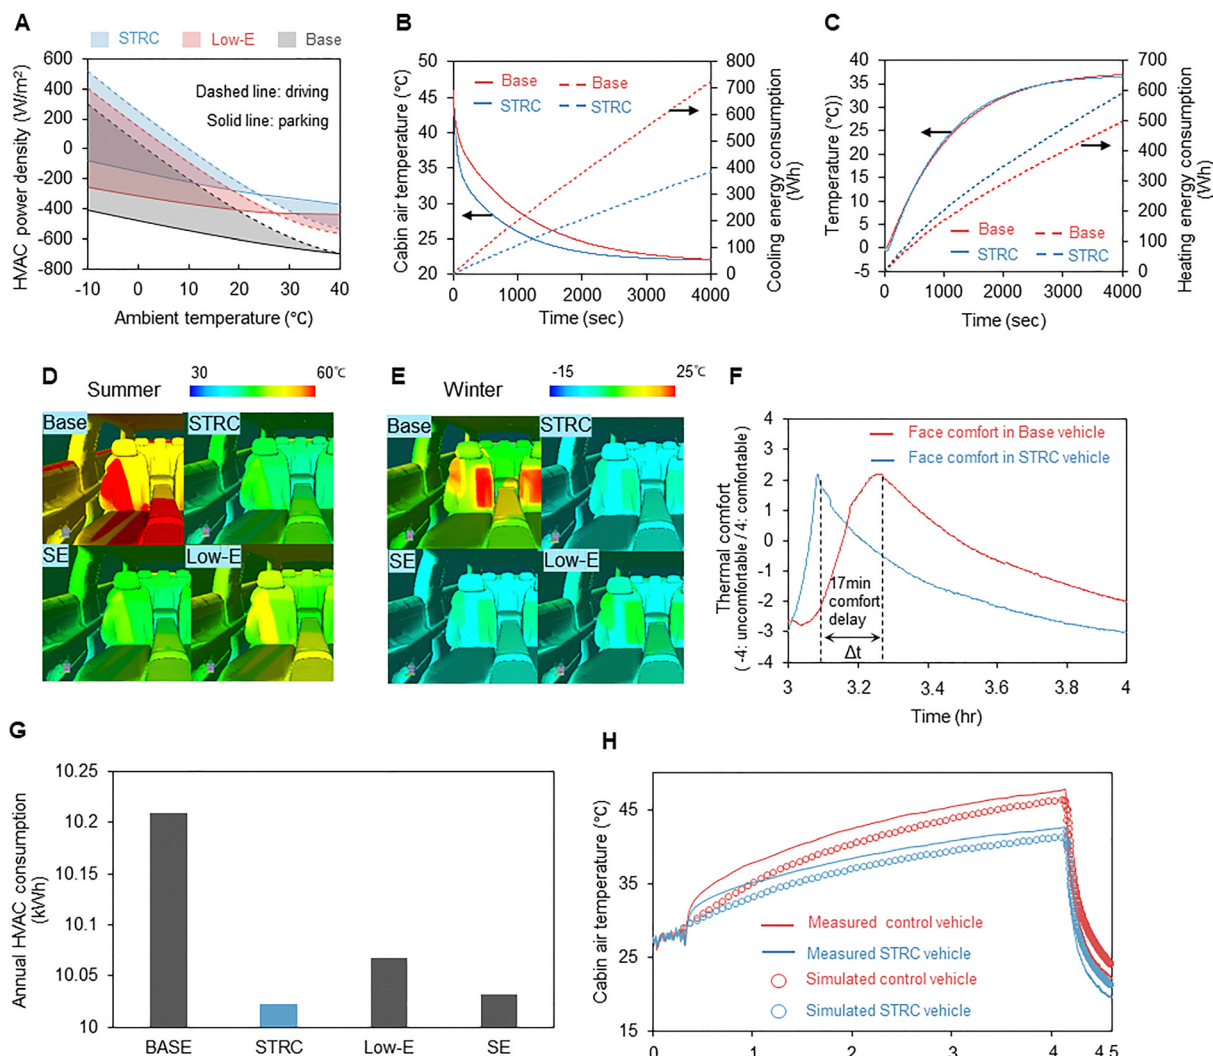 A
STRC
Low-E
Base
HVAC power density (W/m²)
600
400
200
0
-200
-400
-600
-800
Dashed line: driving
Solid line: parking
-10
0
10
20
30
40
Ambient temperature (℃)
B
Cabin air temperature (℃)
50
45
40
35
30
25
20
Base
Base
STRC
STRC
800
700
600
500
400
300
200
100
0
Cooling energy consumption
(Wh)
0
1000
2000
3000
4000
Time (sec)
C
Temperature (℃))
40
35
30
25
20
15
10
5
0
-5
Base
Base
STRC
STRC
700
600
500
400
300
200
100
0
Heating energy consumption
(Wh)
0
1000
2000
3000
4000
Time (sec)
D
Summer
30
60℃
Base
STRC
SE
Low-E
E
Winter
-15
25℃
Base
STRC
SE
Low-E
F
Thermal comfort
( -4: uncomfortable / 4: comfortable)
4
3
2
1
0
-1
-2
-3
-4
Face comfort in Base vehicle
Face comfort in STRC vehicle
17min
comfort
delay
Δt
3
3.2
3.4
3.6
3.8
4
Time (hr)
G
Annual HVAC consumption
(kWh)
10.25
10.2
10.15
10.1
10.05
10
BASE
STRC
Low-E
SE
H
Cabin air temperature (°C)
45
35
25
15
Measured control vehicle
Measured STRC vehicle
Simulated control vehicle
Simulated STRC vehicle
0
1
2
3
4
4.5